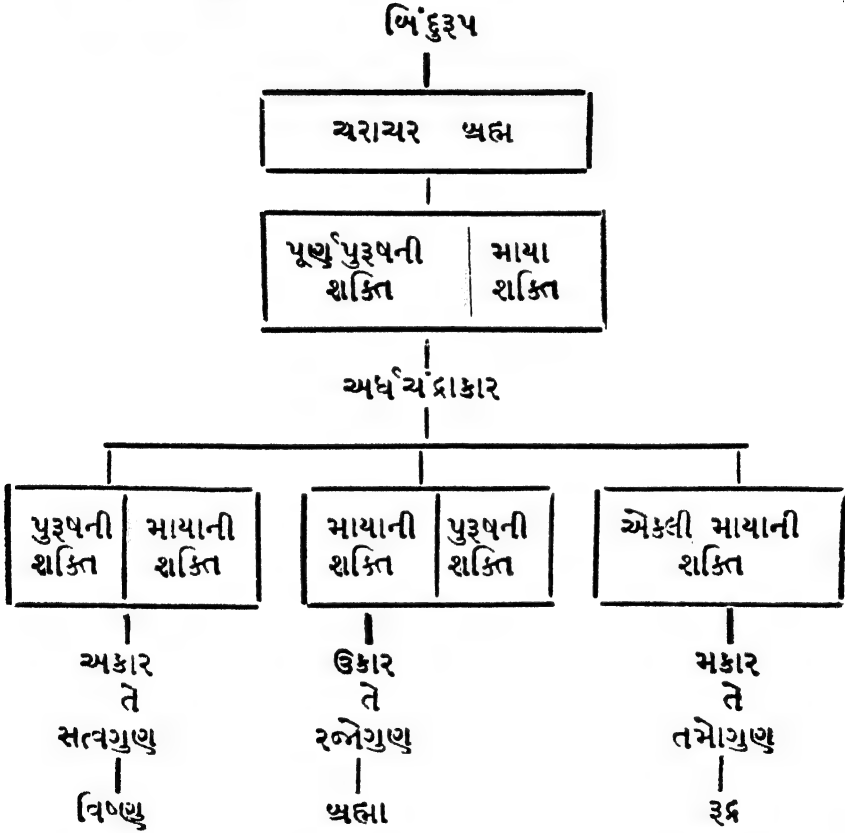 બિંદુરૂપ
ચરાચર બ્રહ્મ
પૂર્ણપુરૂષની
શક્તિ
માયા
શક્તિ
અર્ધચંદ્રાકાર
પુરૂષની
શક્તિ
માયાની
શક્તિ
માયાની
શક્તિ
પુરૂષની
શક્તિ
એકલી માયાની
શક્તિ
અકાર
તે
સત્વગુણ
વિષ્ણુ
ઉકાર
તે
રજોગુણ
બ્રહ્મા
મકાર
તે
તમોગુણ
રૂદ્ર